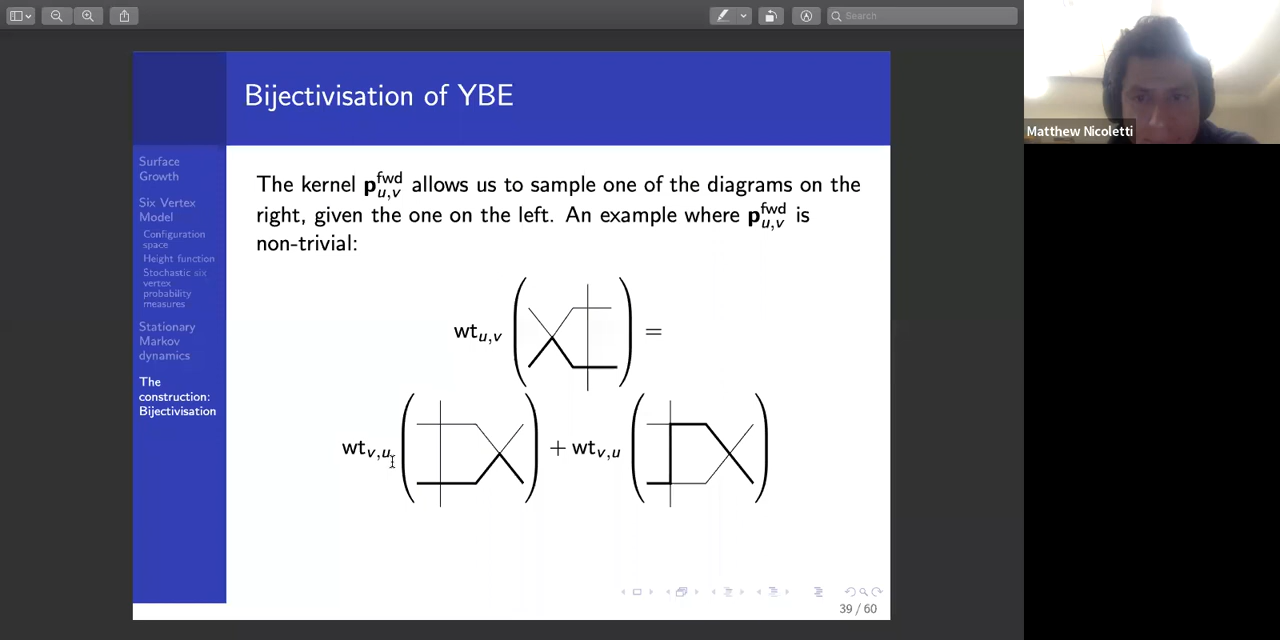 Search
Matthew Nicoletti
Bijectivisation of YBE
Surface
Growth
Six Vertex
Model
Configuration
space
Height function
Stochastic six
vertex
probability
measures
Stationary
Markov
dynamics
The
construction:
Bijectivisation
The kernel p^fwd_u,v allows us to sample one of the diagrams on the
right, given the one on the left. An example where p^fwd_u,v is
non-trivial:
wt_u,v ( ) =
wt_v,u ( ) + wt_v,u ( )
39 / 60